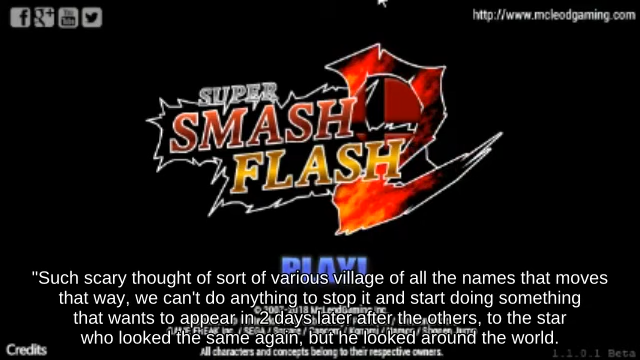 http://www.mcleodgaming.com
SUPER
SMASH
FLASH 2
PLAY!
"Such scary thought of sort of various village of all the names that moves
that way, we can't do anything to stop it and start doing something
that wants to appear in 2 days later after the others, to the star
who looked the same again, but he looked around the world.
All characters and concepts belong to their respective owners.
Credits
1.1.0.1 Beta